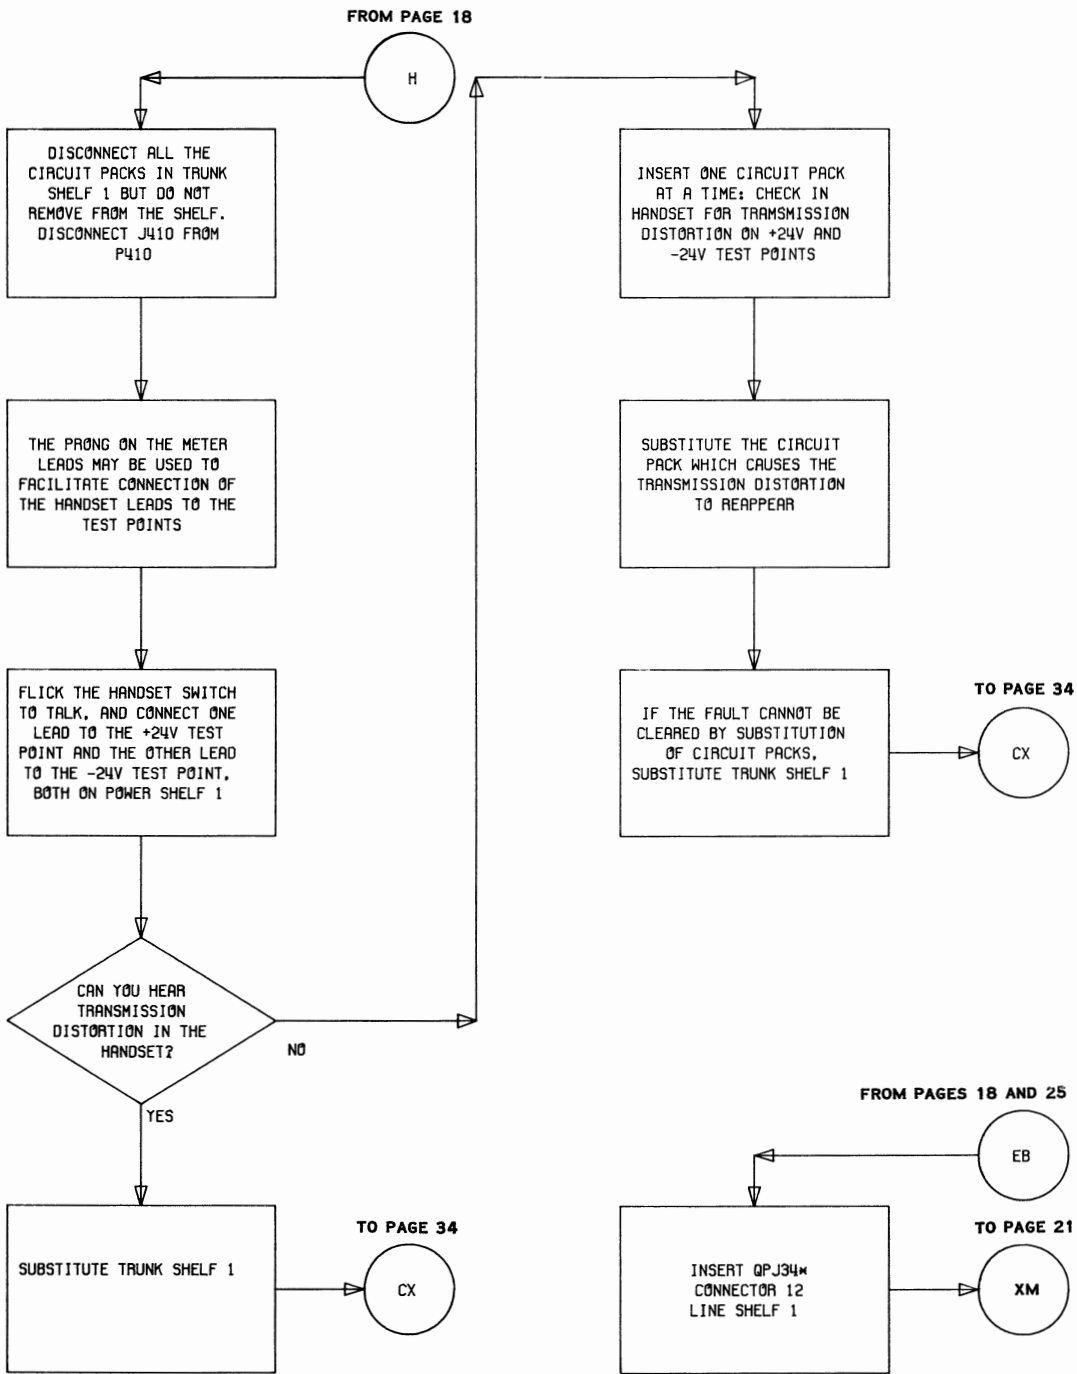 FROM PAGE 18
H
DISCONNECT ALL THE
CIRCUIT PACKS IN TRUNK
SHELF 1 BUT DO NOT
REMOVE FROM THE SHELF.
DISCONNECT J410 FROM
P410
THE PRONG ON THE METER
LEADS MAY BE USED TO
FACILITATE CONNECTION OF
THE HANDSET LEADS TO THE
TEST POINTS
FLICK THE HANDSET SWITCH
TO TALK, AND CONNECT ONE
LEAD TO THE +24V TEST
POINT AND THE OTHER LEAD
TO THE -24V TEST POINT,
BOTH ON POWER SHELF 1
CAN YOU HEAR
TRANSMISSION
DISTORTION IN THE
HANDSET?
NO
YES
SUBSTITUTE TRUNK SHELF 1
TO PAGE 34
CX
INSERT ONE CIRCUIT PACK
AT A TIME: CHECK IN
HANDSET FOR TRAMSMISSION
DISTORTION ON +24V AND
-24V TEST POINTS
SUBSTITUTE THE CIRCUIT
PACK WHICH CAUSES THE
TRANSMISSION DISTORTION
TO REAPPEAR
IF THE FAULT CANNOT BE
CLEARED BY SUBSTITUTION
OF CIRCUIT PACKS,
SUBSTITUTE TRUNK SHELF 1
TO PAGE 34
CX
FROM PAGES 18 AND 25
EB
INSERT QPJ34*
CONNECTOR 12
LINE SHELF 1
TO PAGE 21
XM